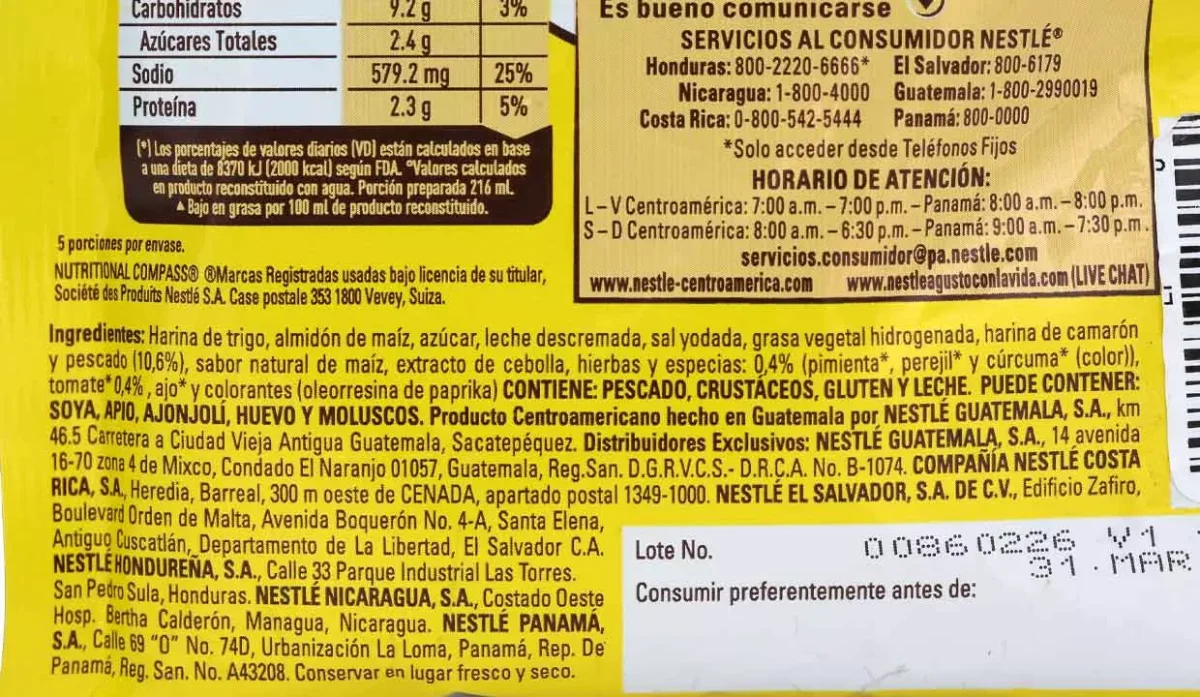 Carbohidratos 9.2 g 3%
Azúcares Totales 2.4 g
Sodio 579.2 mg 25%
Proteína 2.3 g 5%
(*) Los porcentajes de valores diarios (VD) están calculados en base
a una dieta de 8370 kJ (2000 kcal) según FDA. °Valores calculados
en producto reconstituido con agua. Porción preparada 216 ml.
▲ Bajo en grasa por 100 ml de producto reconstituido.
5 porciones por envase.
NUTRITIONAL COMPASS® ®Marcas Registradas usadas bajo licencia de su titular,
Société des Produits Nestlé S.A. Case postale 353 1800 Vevey, Suiza.
Es bueno comunicarse
SERVICIOS AL CONSUMIDOR NESTLÉ®
Honduras: 800-2220-6666* El Salvador: 800-6179
Nicaragua: 1-800-4000 Guatemala: 1-800-2990019
Costa Rica: 0-800-542-5444 Panamá: 800-0000
*Solo acceder desde Teléfonos Fijos
HORARIO DE ATENCIÓN:
L – V Centroamérica: 7:00 a.m. – 7:00 p.m. – Panamá: 8:00 a.m. – 8:00 p.m.
S – D Centroamérica: 8:00 a.m. – 6:30 p.m. – Panamá: 9:00 a.m. – 7:30 p.m.
servicios.consumidor@pa.nestle.com
www.nestle-centroamerica.com www.nestleagustoconlavida.com (LIVE CHAT)
Ingredientes: Harina de trigo, almidón de maíz, azúcar, leche descremada, sal yodada, grasa vegetal hidrogenada, harina de camarón
y pescado (10,6%), sabor natural de maíz, extracto de cebolla, hierbas y especias: 0,4% (pimienta*, perejil* y cúrcuma* (color)),
tomate* 0,4%, ajo* y colorantes (oleorresina de paprika) CONTIENE: PESCADO, CRUSTÁCEOS, GLUTEN Y LECHE. PUEDE CONTENER:
SOYA, APIO, AJONJOLÍ, HUEVO Y MOLUSCOS. Producto Centroamericano hecho en Guatemala por NESTLÉ GUATEMALA, S.A., km
46.5 Carretera a Ciudad Vieja Antigua Guatemala, Sacatepéquez. Distribuidores Exclusivos: NESTLÉ GUATEMALA, S.A., 14 avenida
16-70 zona 4 de Mixco, Condado El Naranjo 01057, Guatemala, Reg.San. D.G.R.V.C.S.- D.R.C.A. No. B-1074. COMPAÑÍA NESTLÉ COSTA
RICA, S.A., Heredia, Barreal, 300 m oeste de CENADA, apartado postal 1349-1000. NESTLÉ EL SALVADOR, S.A. DE C.V., Edificio Zafiro,
Boulevard Orden de Malta, Avenida Boquerón No. 4-A, Santa Elena,
Antiguo Cuscatlán, Departamento de La Libertad, El Salvador C.A.
NESTLÉ HONDUREÑA, S.A., Calle 33 Parque Industrial Las Torres.
San Pedro Sula, Honduras. NESTLÉ NICARAGUA, S.A., Costado Oeste
Hosp. Bertha Calderón, Managua, Nicaragua. NESTLÉ PANAMÁ,
S.A., Calle 69 "O" No. 74D, Urbanización La Loma, Panamá, Rep. De
Panamá, Reg. San. No. A43208. Conservar en lugar fresco y seco.
Lote No. 00860226 V1
31.MAR
Consumir preferentemente antes de: